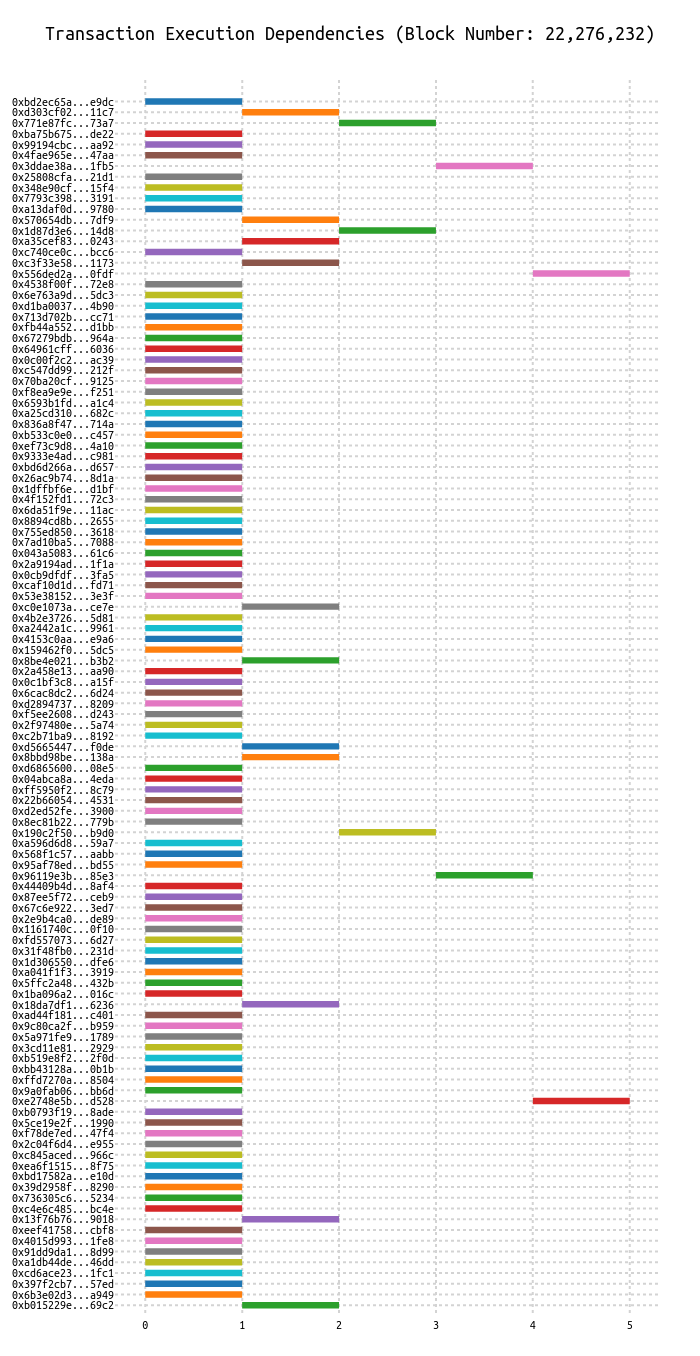 Transaction Execution Dependencies (Block Number: 22,276,232)
0xbd2ec65a...e9dc
0xd303cf02...11c7
0x771e87fc...73a7
0xba75b675...de22
0x99194cbc...aa92
0x4fae965e...47aa
0x3ddae38a...1fb5
0x25808cfa...21d1
0x348e90cf...15f4
0x7793c398...3191
0xa13daf0d...9780
0x570654db...7df9
0x1d87d3e6...14d8
0xa35cef83...0243
0xc740ce0c...bcc6
0xc3f33e58...1173
0x556ded2a...0fdf
0x4538f00f...72e8
0x6e763a9d...5dc3
0xd1ba0037...4b90
0x713d702b...cc71
0xfb44a552...d1bb
0x67279bdb...964a
0x64961cff...6036
0x0c00f2c2...ac39
0xc547dd99...212f
0x70ba20cf...9125
0xf8ea9e9e...f251
0x6593b1fd...a1c4
0xa25cd310...682c
0x836a8f47...714a
0xb533c0e0...c457
0xef73c9d8...4a10
0x9333e4ad...c981
0xbd6d266a...d657
0x26ac9b74...8d1a
0x1dffbf6e...d1bf
0x4f152fd1...72c3
0x6da51f9e...11ac
0x8894cd8b...2655
0x755ed850...3618
0x7ad10ba5...7088
0x043a5083...61c6
0x2a9194ad...1f1a
0x0cb9dfdf...3fa5
0xcaf10d1d...fd71
0x53e38152...3e3f
0xc0e1073a...ce7e
0x4b2e3726...5d81
0xa2442a1c...9961
0x4153c0aa...e9a6
0x159462f0...5dc5
0x8be4e021...b3b2
0x2a458e13...aa90
0x0c1bf3c8...a15f
0x6cac8dc2...6d24
0xd2894737...8209
0xf5ee2608...d243
0x2f97480e...5a74
0xc2b71ba9...8192
0xd5665447...f0de
0x8bbd98be...138a
0xd6865600...08e5
0x04abca8a...4eda
0xff5950f2...8c79
0x22b66054...4531
0xd2ed52fe...3900
0x8ec81b22...779b
0x190c2f50...b9d0
0xa596d6d8...59a7
0x568f1c57...aabb
0x95af78ed...bd55
0x96119e3b...85e3
0x44409b4d...8af4
0x87ee5f72...ceb9
0x67c6e922...3ed7
0x2e9b4ca0...de89
0x1161740c...0f10
0xfd557073...6d27
0x31f48fb0...231d
0x1d306550...dfe6
0xa041f1f3...3919
0x5ffc2a48...432b
0x1ba096a2...016c
0x18da7df1...6236
0xad44f181...c401
0x9c80ca2f...b959
0x5a971fe9...1789
0x3cd11e81...2929
0xb519e8f2...2f0d
0xbb43128a...0b1b
0xffd7270a...8504
0x9a0fab06...bb6d
0xe2748e5b...d528
0xb0793f19...8ade
0x5ce19e2f...1990
0xf78de7ed...47f4
0x2c04f6d4...e955
0xc845aced...966c
0xea6f1515...8f75
0xbd17582a...e10d
0x39d2958f...8290
0x736305c6...5234
0xc4e6c485...bc4e
0x13f76b76...9018
0xeef41758...cbf8
0x4015d993...1fe8
0x91dd9da1...8d99
0xa1db44de...46dd
0xcd6ace23...1fc1
0x397f2cb7...57ed
0x6b3e02d3...a949
0xb015229e...69c2
0 1 2 3 4 5